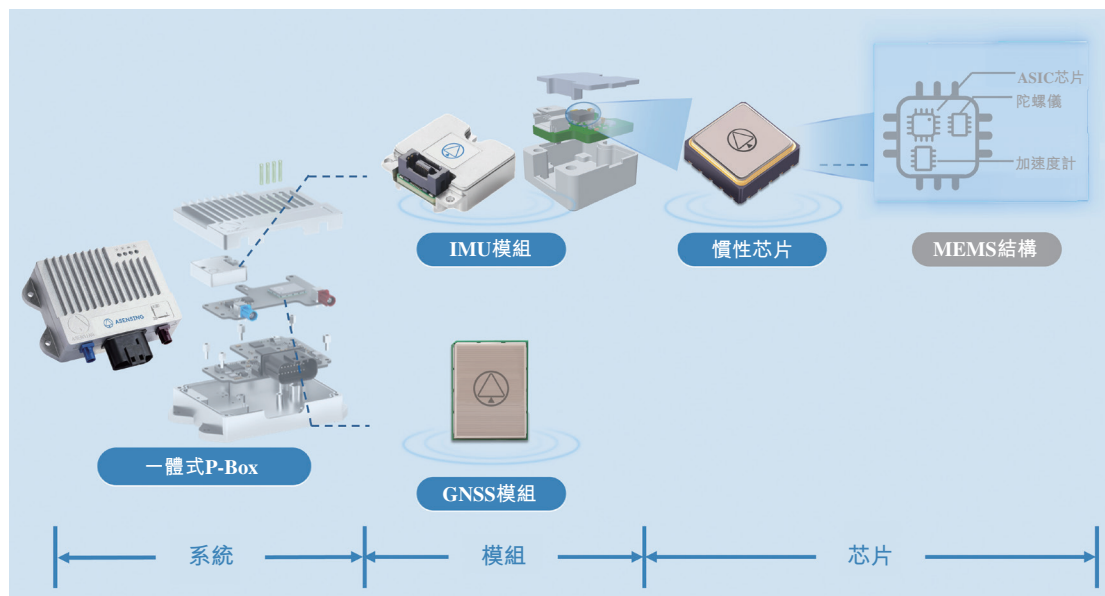 ASIC芯片
陀螺儀
加速度計
IMU模組
慣性芯片
MEMS結構
ASENSING
一體式P-Box
GNSS模組
系統
模組
芯片